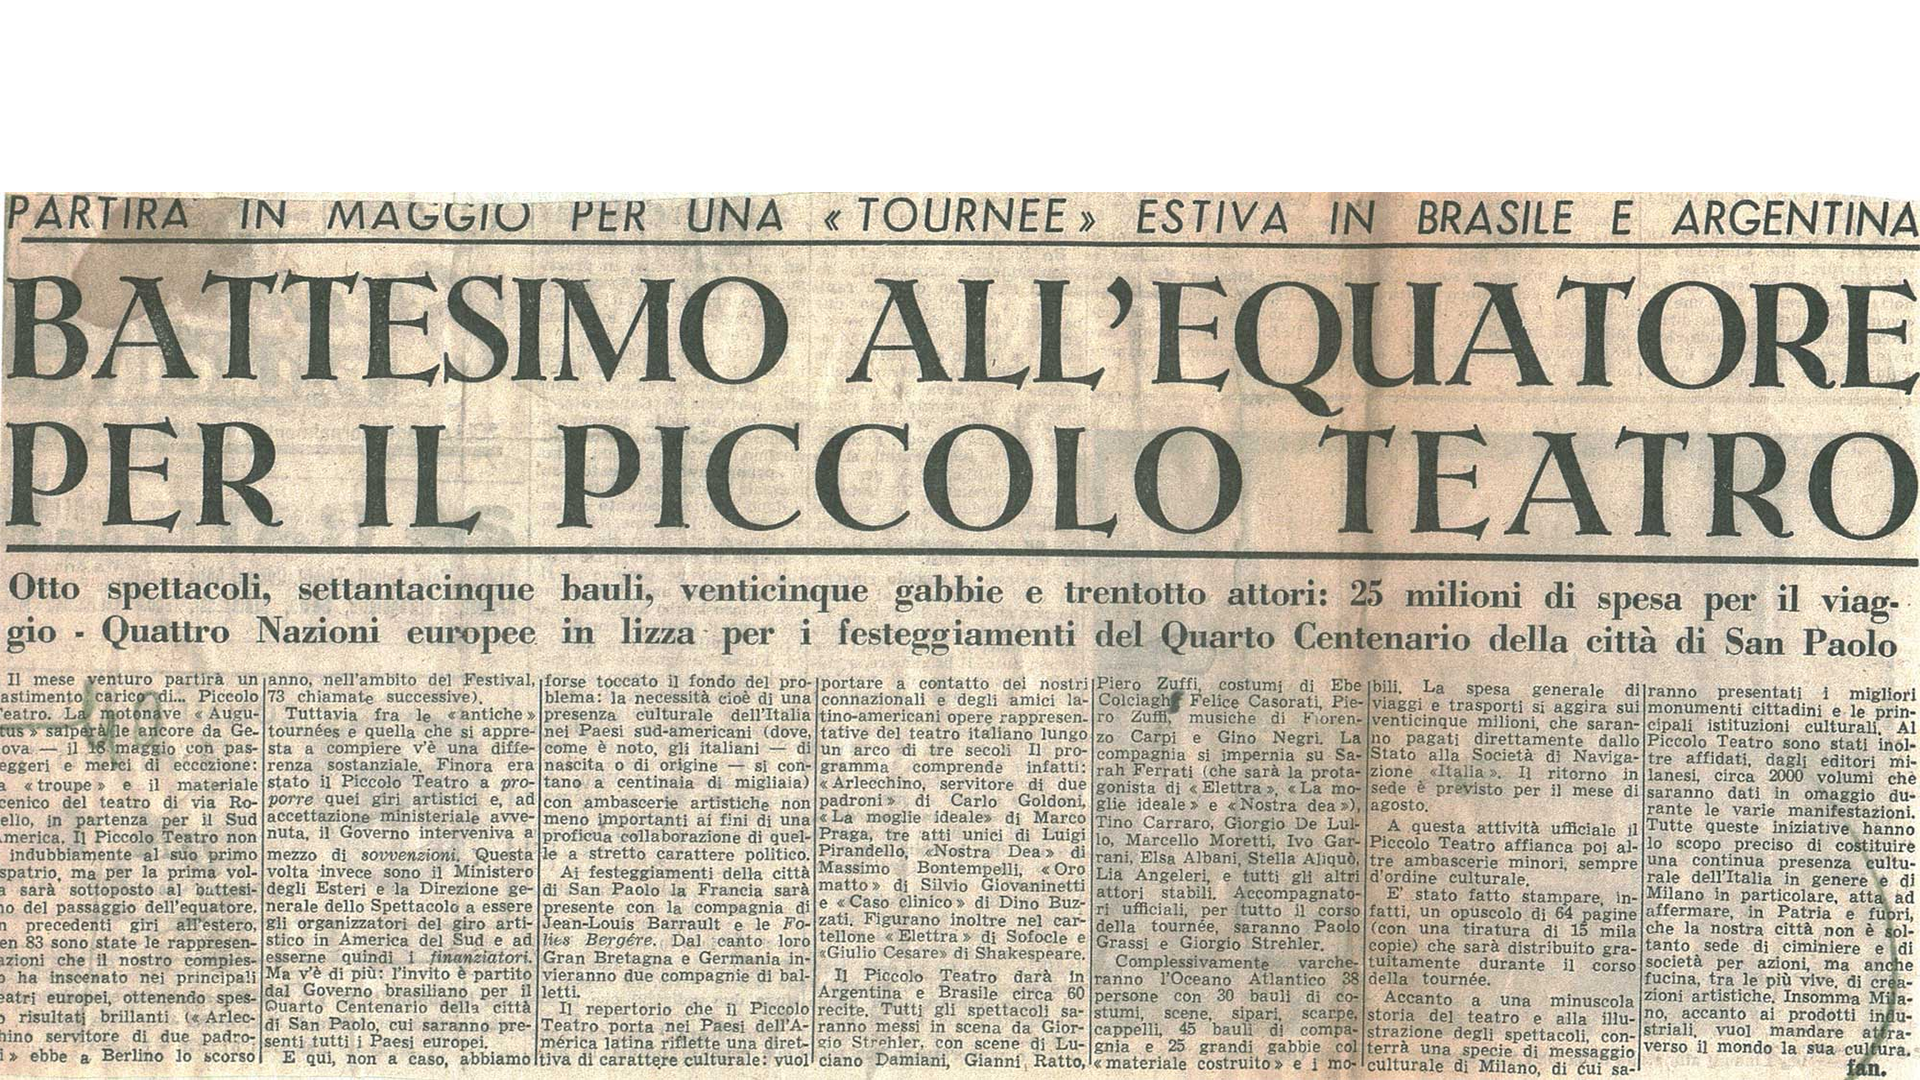 PARTIRA' IN MAGGIO PER UNA «TOURNEE» ESTIVA IN BRASILE E ARGENTINA
BATTESIMO ALL'EQUATORE
PER IL PICCOLO TEATRO
Otto spettacoli, settantacinque bauli, venticinque gabbie e trentotto attori: 25 milioni di spesa per il viag-
gio - Quattro Nazioni europee in lizza per i festeggiamenti del Quarto Centenario della città di San Paolo
Il mese venturo partirà un
astimento carico di... Piccolo
eatro. La motonave «Augu-
tus» salperà le ancore da Ge-
ova — il 18 maggio con pas-
eggeri e merci di eccezione:
a «troupe» e il materiale
cenico del teatro di via Ro-
ello, in partenza per il Sud
merica. Il Piccolo Teatro non
indubbiamente al suo primo
spatrio, ma per la prima vol-
a sarà sottoposto al battesi-
o del passaggio dell'equatore.
n precedenti giri all'estero,
en 83 sono state le rappresen-
azioni che il nostro comples-
o ha inscenato nei principali
eatri europei, ottenendo spes-
o risultati brillanti («Arlec-
hino servitore di due padro-
i» ebbe a Berlino lo scorso
anno, nell'ambito del Festival,
73 chiamate successive).
Tuttavia fra le «antiche»
tournées e quella che si appre-
sta a compiere v'è una diffe-
renza sostanziale. Finora era
stato il Piccolo Teatro a pro-
porre quei giri artistici e, ad
accettazione ministeriale avve-
nuta, il Governo interveniva a
mezzo di sovvenzioni. Questa
volta invece sono il Ministero
degli Esteri e la Direzione ge-
nerale dello Spettacolo a essere
gli organizzatori del giro arti-
stico in America del Sud e ad
esserne quindi i finanziatori.
Ma v'è di più: l'invito è partito
dal Governo brasiliano per il
Quarto Centenario della città
di San Paolo, cui saranno pre-
senti tutti i Paesi europei.
E qui, non a caso, abbiamo
forse toccato il fondo del pro-
blema: la necessità cioè di una
presenza culturale dell'Italia
nei Paesi sud-americani (dove,
come è noto, gli italiani — di
nascita o di origine — si con-
tano a centinaia di migliaia)
con ambascerie artistiche non
meno importanti ai fini di una
proficua collaborazione di quel-
le a stretto carattere politico.
Ai festeggiamenti della città
di San Paolo la Francia sarà
presente con la compagnia di
Jean-Louis Barrault e le Fo-
lies Bergére. Dal canto loro
Gran Bretagna e Germania in-
vieranno due compagnie di bal-
letti.
Il repertorio che il Piccolo
Teatro porta nei Paesi dell'A-
mérica latina riflette una diret-
tiva di carattere culturale: vuol
portare a contatto dei nostri
connazionali e degli amici la-
tino-americani opere rappresen-
tative del teatro italiano lungo
un arco di tre secoli Il pro-
gramma comprende infatti:
«Arlecchino, servitore di due
padroni» di Carlo Goldoni,
«La moglie ideale» di Marco
Praga, tre atti unici di Luigi
Pirandello, «Nostra Dea» di
Massimo Bontempelli, «Oro
matto» di Silvio Giovaninetti
e «Caso clinico» di Dino Buz-
zati. Figurano inoltre nel car-
tellone «Elettra» di Sofocle e
«Giulio Cesare» di Shakespeare.
Il Piccolo Teatro darà in
Argentina e Brasile circa 60
recite. Tutti gli spettacoli sa-
ranno messi in scena da Gior-
gio Strehler, con scene di Lu-
ciano Damiani, Gianni Ratto,
Piero Zuffi, costumi di Ebe
Colciaghi Felice Casorati, Pie-
ro Zuffi, musiche di Fioren-
zo Carpi e Gino Negri. La
compagnia si impernia su Sa-
rah Ferrati (che sarà la prota-
gonista di «Elettra», «La mo-
glie ideale» e «Nostra dea»),
Tino Carraro, Giorgio De Lul-
lo, Marcello Moretti, Ivo Gar-
rani, Elsa Albani, Stella Aliquò,
Lia Angeleri, e tutti gli altri
attori stabili. Accompagnato-
ri ufficiali, per tutto il corso
della tournée, saranno Paolo
Grassi e Giorgio Strehler.
Complessivamente varche-
ranno l'Oceano Atlantico 38
persone con 30 bauli di co-
stumi, scene, sipari, scarpe,
cappelli, 45 bauli di compa-
gnia e 25 grandi gabbie col
«materiale costruito» e i mo-
bili. La spesa generale di
viaggi e trasporti si aggira sui
venticinque milioni, che saran-
no pagati direttamente dallo
Stato alla Società di Naviga-
zione «Italia». Il ritorno in
sede è previsto per il mese di
agosto.
A questa attività ufficiale il
Piccolo Teatro affianca poi al-
tre ambascerie minori, sempre
d'ordine culturale.
E' stato fatto stampare, in-
fatti, un opuscolo di 64 pagine
(con una tiratura di 15 mila
copie) che sarà distribuito gra-
tuitamente durante il corso
della tournée.
Accanto a una minuscola
storia del teatro e alla illu-
strazione degli spettacoli, con-
terrà una specie di messaggio
culturale di Milano, di cui sa-
ranno presentati i migliori
monumenti cittadini e le prin-
cipali istituzioni culturali. Al
Piccolo Teatro sono stati inol-
tre affidati, dagli editori mi-
lanesi, circa 2000 volumi che
saranno dati in omaggio du-
rante le varie manifestazioni.
Tutte queste iniziative hanno
lo scopo preciso di costituire
una continua presenza cultu-
rale dell'Italia in genere e di
Milano in particolare, atta ad
affermare, in Patria e fuori,
che la nostra città non è sol-
tanto sede di ciminiere e di
società per azioni, ma anche
fucina, tra le più vive, di crea-
zioni artistiche. Insomma Mila-
no, accanto ai prodotti indu-
striali, vuol mandare attra-
verso il mondo la sua cultura.
fan.